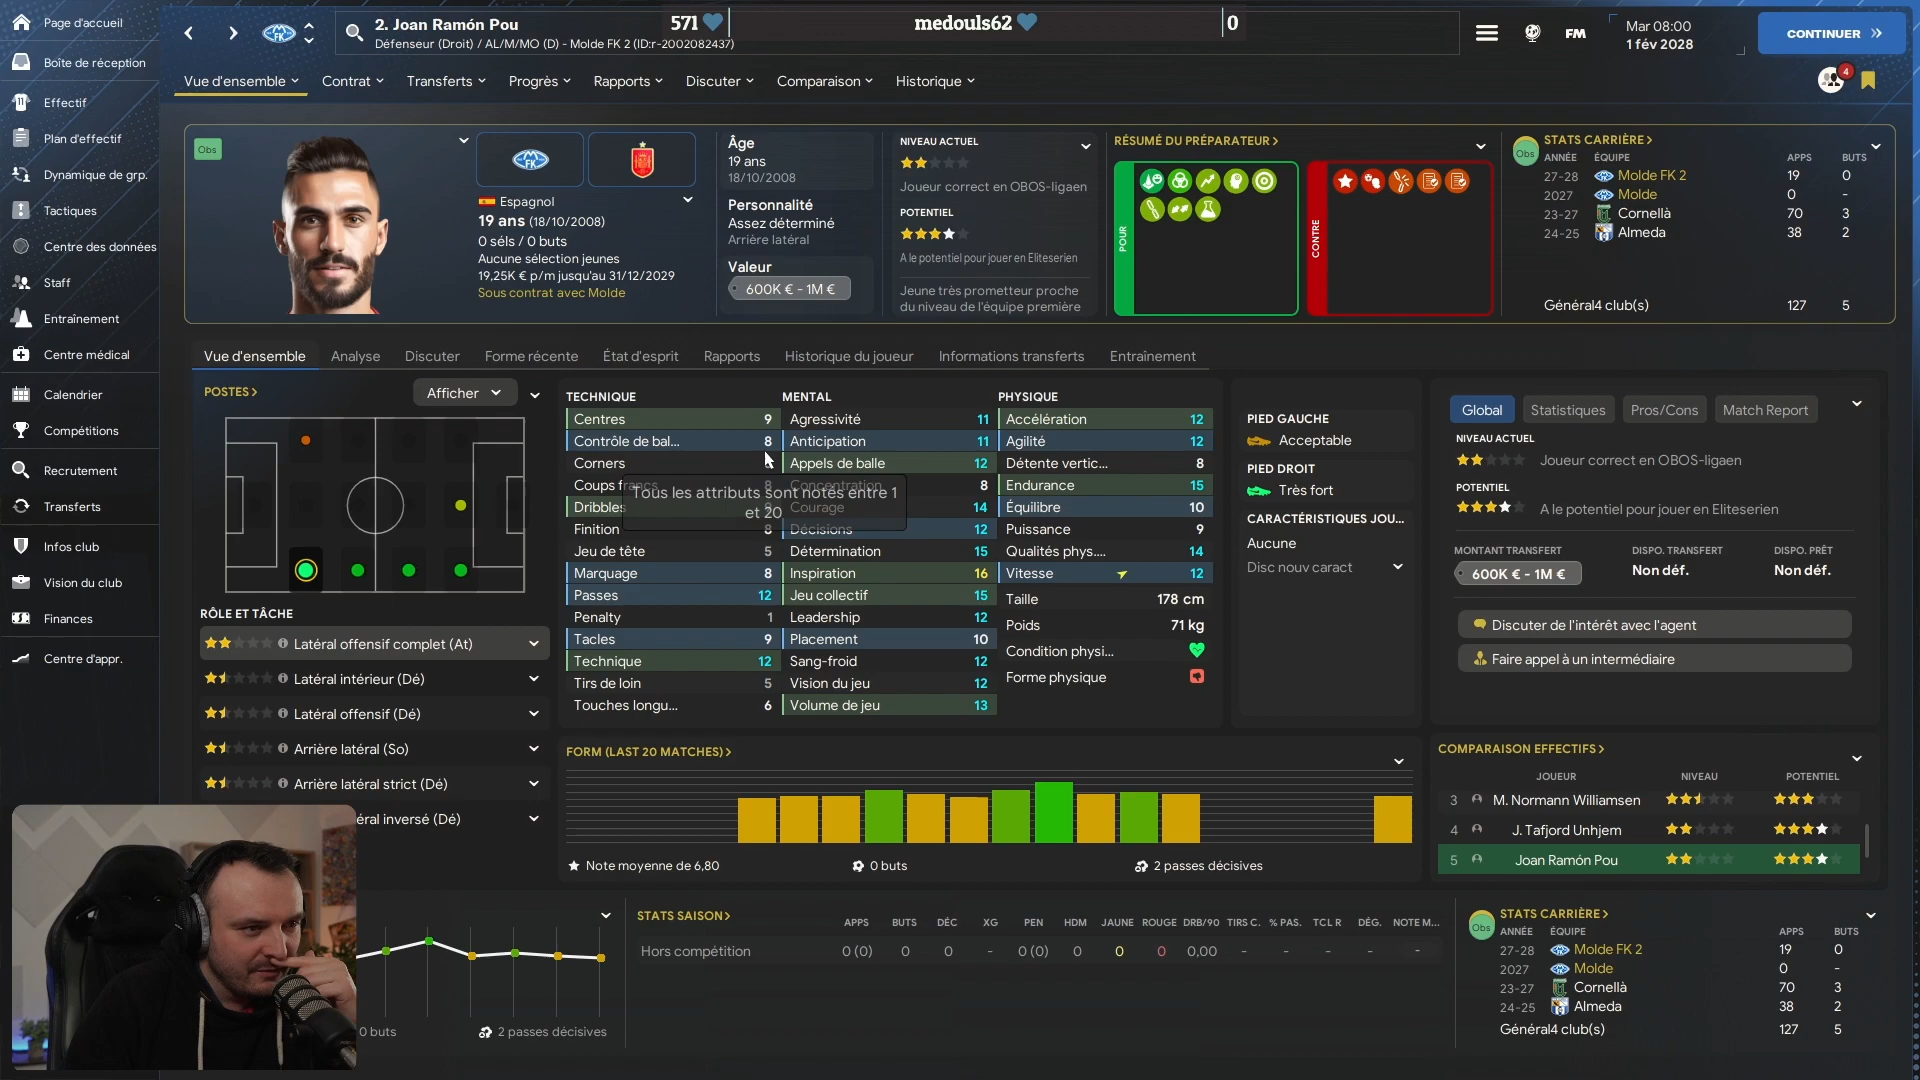 Page d'accueil
Boîte de réception
Effectif
Plan d'effectif
Dynamique de grp.
Tactiques
Centre des données
Staff
Entraînement
Centre médical
Calendrier
Compétitions
Recrutement
Transferts
Infos club
Vision du club
Finances
Centre d'appr.
2. Joan Ramón Pou
Défenseur (Droit) / AL/M/MO (D) - Molde FK 2 (ID:r-2002082437)
571
medouls62
0
FM
Mar 08:00
1 fév 2028
CONTINUER
Vue d'ensemble
Contrat
Transferts
Progrès
Rapports
Discuter
Comparaison
Historique
4
Obs
Espagnol
19 ans (18/10/2008)
0 séls / 0 buts
Aucune sélection jeunes
19,25K € p/m jusqu'au 31/12/2029
Sous contrat avec Molde
Âge
19 ans
18/10/2008
Personnalité
Assez déterminé
Arrière latéral
Valeur
600K € - 1M €
NIVEAU ACTUEL
Joueur correct en OBOS-ligaen
POTENTIEL
A le potentiel pour jouer en Eliteserien
Jeune très prometteur proche
du niveau de l'équipe première
RÉSUMÉ DU PRÉPARATEUR >
POUR
CONTRE
Obs
STATS CARRIÈRE >
ANNÉE ÉQUIPE APPS BUTS
27-28 Molde FK 2 19 0
2027 Molde 0 -
23-27 Cornellà 70 3
24-25 Almeda 38 2
Général4 club(s) 127 5
Vue d'ensemble
Analyse
Discuter
Forme récente
État d'esprit
Rapports
Historique du joueur
Informations transferts
Entraînement
POSTES >
Afficher
RÔLE ET TÂCHE
Latéral offensif complet (At)
Latéral intérieur (Dé)
Latéral offensif (Dé)
Arrière latéral (So)
Arrière latéral strict (Dé)
éral inversé (Dé)
TECHNIQUE
Centres 9
Contrôle de bal... 8
Corners
Coups francs 8
Dribbles
Finition 8
Jeu de tête 5
Marquage 8
Passes 12
Penalty 1
Tacles 9
Technique 12
Tirs de loin 5
Touches longu... 6
Tous les attributs sont notés entre 1
et 20
MENTAL
Agressivité 11
Anticipation 11
Appels de balle 12
Concentration 8
Courage 14
Décisions 12
Détermination 15
Inspiration 16
Jeu collectif 15
Leadership 12
Placement 10
Sang-froid 12
Vision du jeu 12
Volume de jeu 13
PHYSIQUE
Accélération 12
Agilité 12
Détente vertic... 8
Endurance 15
Équilibre 10
Puissance 9
Qualités phys.... 14
Vitesse 12
Taille 178 cm
Poids 71 kg
Condition physi...
Forme physique
PIED GAUCHE
Acceptable
PIED DROIT
Très fort
CARACTÉRISTIQUES JOU...
Aucune
Disc nouv caract
Global
Statistiques
Pros/Cons
Match Report
NIVEAU ACTUEL
Joueur correct en OBOS-ligaen
POTENTIEL
A le potentiel pour jouer en Eliteserien
MONTANT TRANSFERT
600K € - 1M €
DISPO. TRANSFERT
Non déf.
DISPO. PRÊT
Non déf.
Discuter de l'intérêt avec l'agent
Faire appel à un intermédiaire
FORM (LAST 20 MATCHES) >
Note moyenne de 6,80
0 buts
2 passes décisives
COMPARAISON EFFECTIFS >
JOUEUR NIVEAU POTENTIEL
3 M. Normann Williamsen
4 J. Tafjord Unhjem
5 Joan Ramón Pou
0 buts
2 passes décisives
STATS SAISON >
APPS BUTS DÉC XG PEN HDM JAUNE ROUGE DRB/90 TIRS C. % PAS. TCL R DÉG. NOTE M...
Hors compétition 0 (0) 0 0 - 0 (0) 0 0 0 0,00 - - - - -
Obs
STATS CARRIÈRE >
ANNÉE ÉQUIPE APPS BUTS
27-28 Molde FK 2 19 0
2027 Molde 0 -
23-27 Cornellà 70 3
24-25 Almeda 38 2
Général4 club(s) 127 5